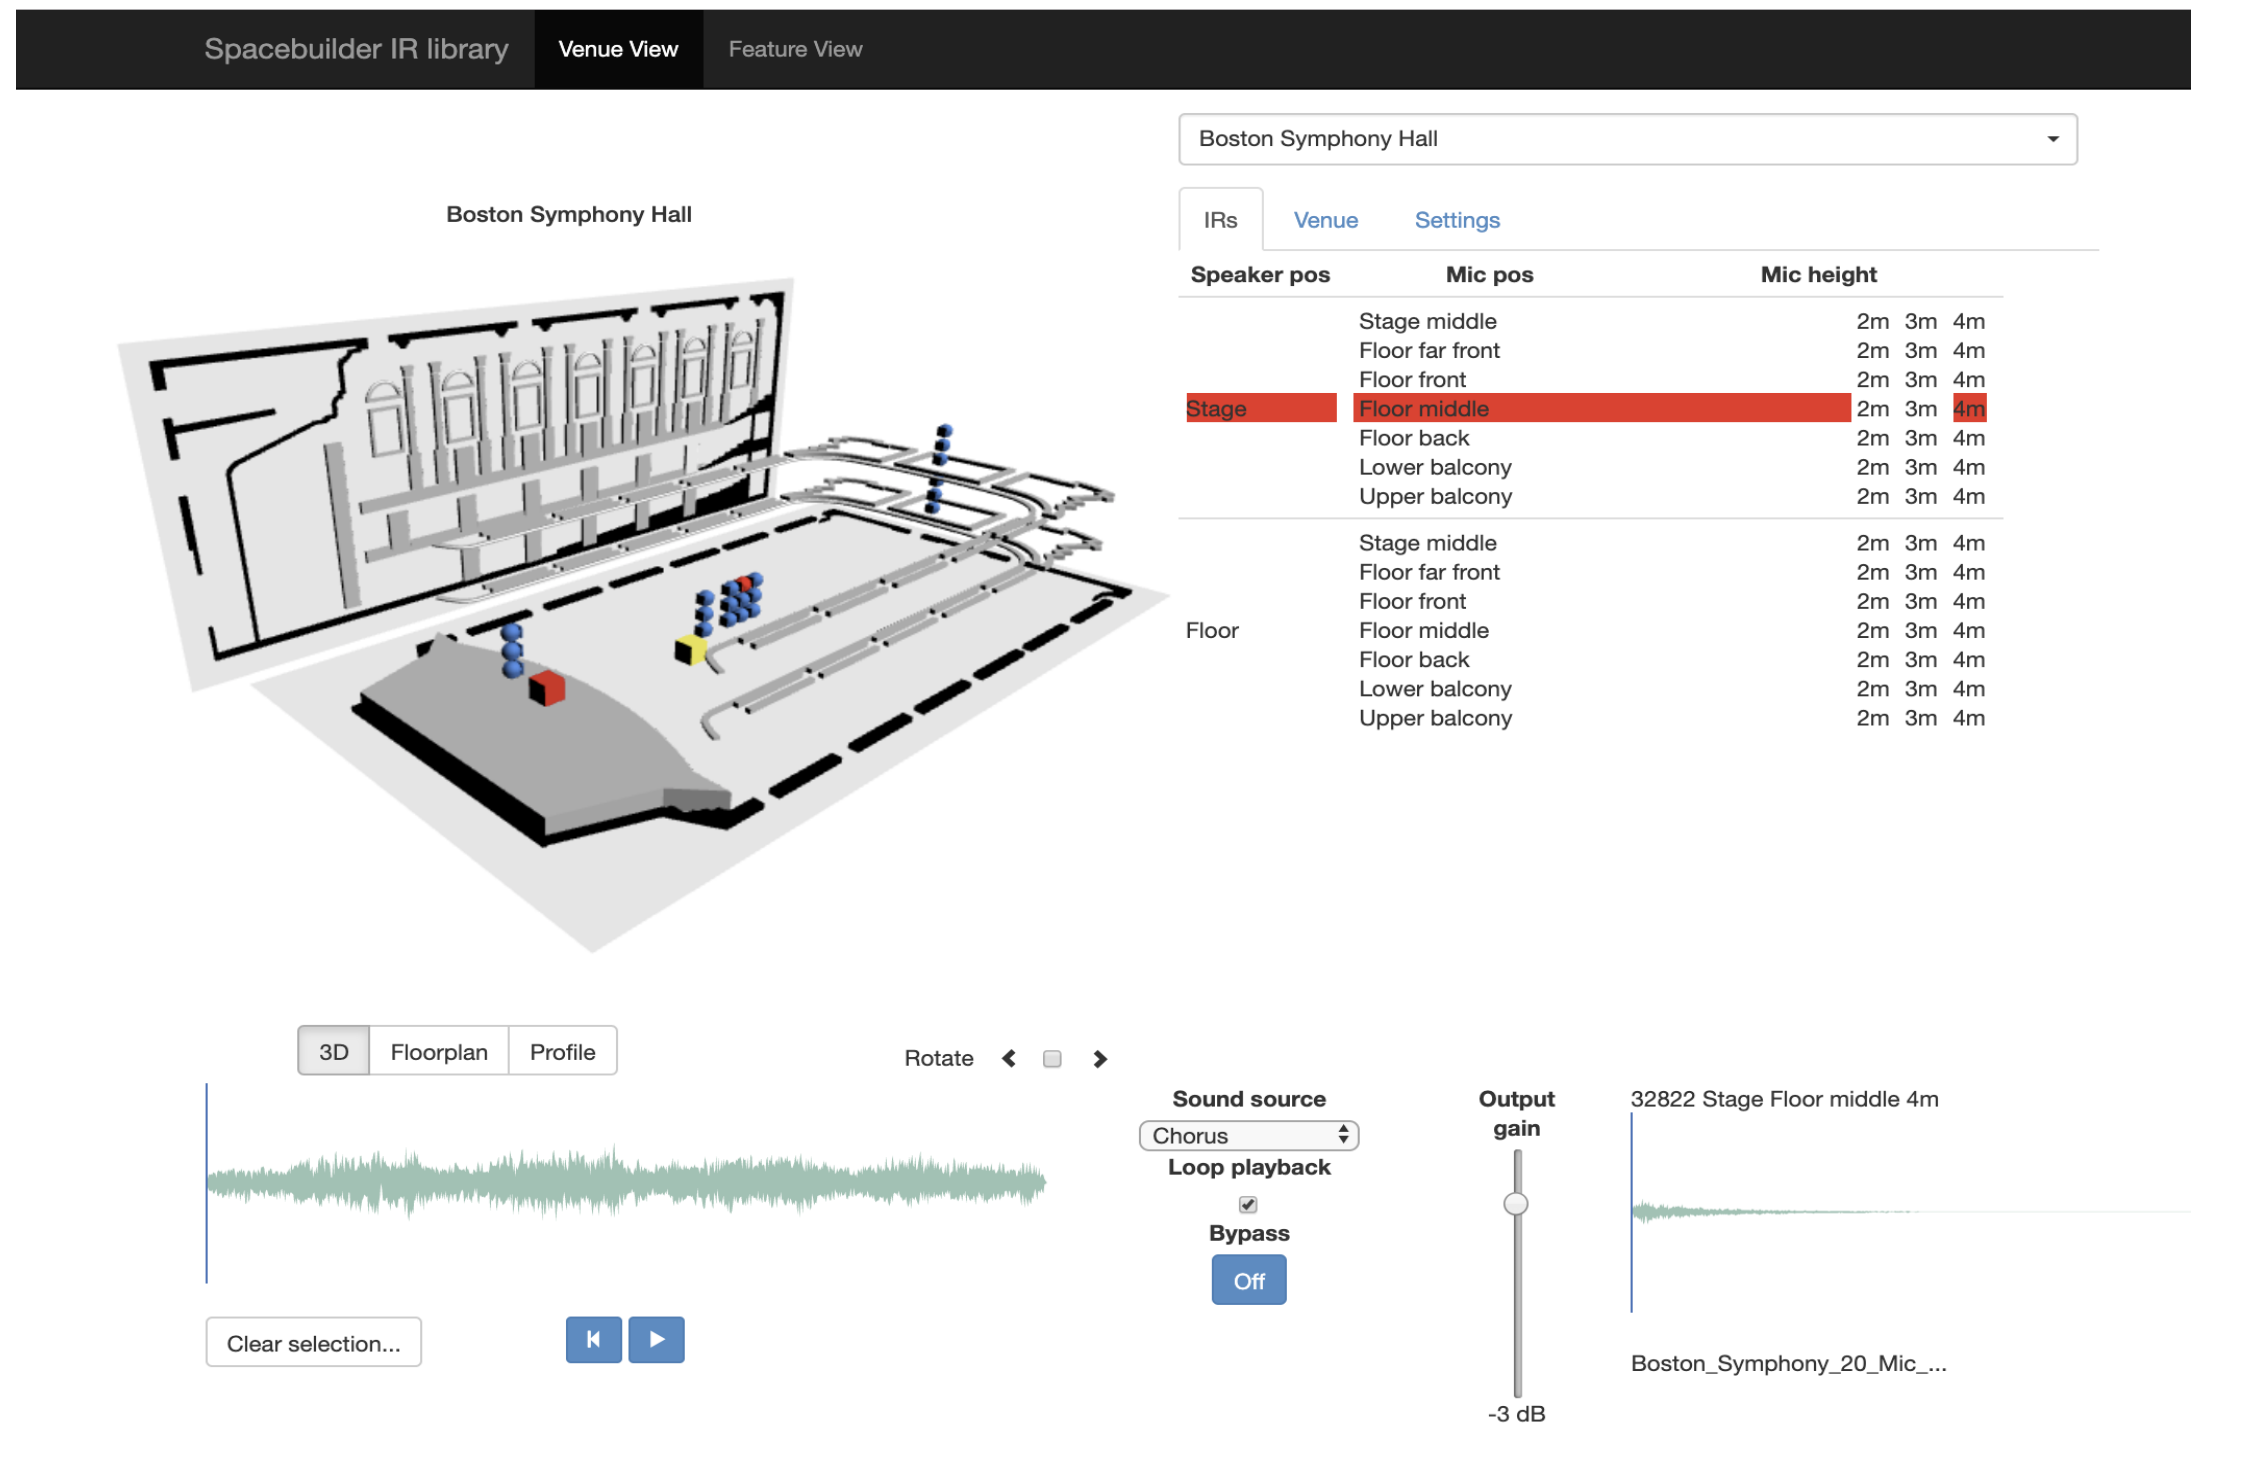 Spacebuilder IR library Venue View Feature View
Boston Symphony Hall
Boston Symphony Hall
IRs Venue Settings
Speaker pos Mic pos Mic height
Stage middle 2m 3m 4m
Floor far front 2m 3m 4m
Floor front 2m 3m 4m
Stage Floor middle 2m 3m 4m
Floor back 2m 3m 4m
Lower balcony 2m 3m 4m
Upper balcony 2m 3m 4m
Stage middle 2m 3m 4m
Floor far front 2m 3m 4m
Floor front 2m 3m 4m
Floor Floor middle 2m 3m 4m
Floor back 2m 3m 4m
Lower balcony 2m 3m 4m
Upper balcony 2m 3m 4m
3D Floorplan Profile
Rotate
Sound source
Chorus
Loop playback
Bypass
Off
Output
gain
-3 dB
32822 Stage Floor middle 4m
Boston_Symphony_20_Mic_...
Clear selection...